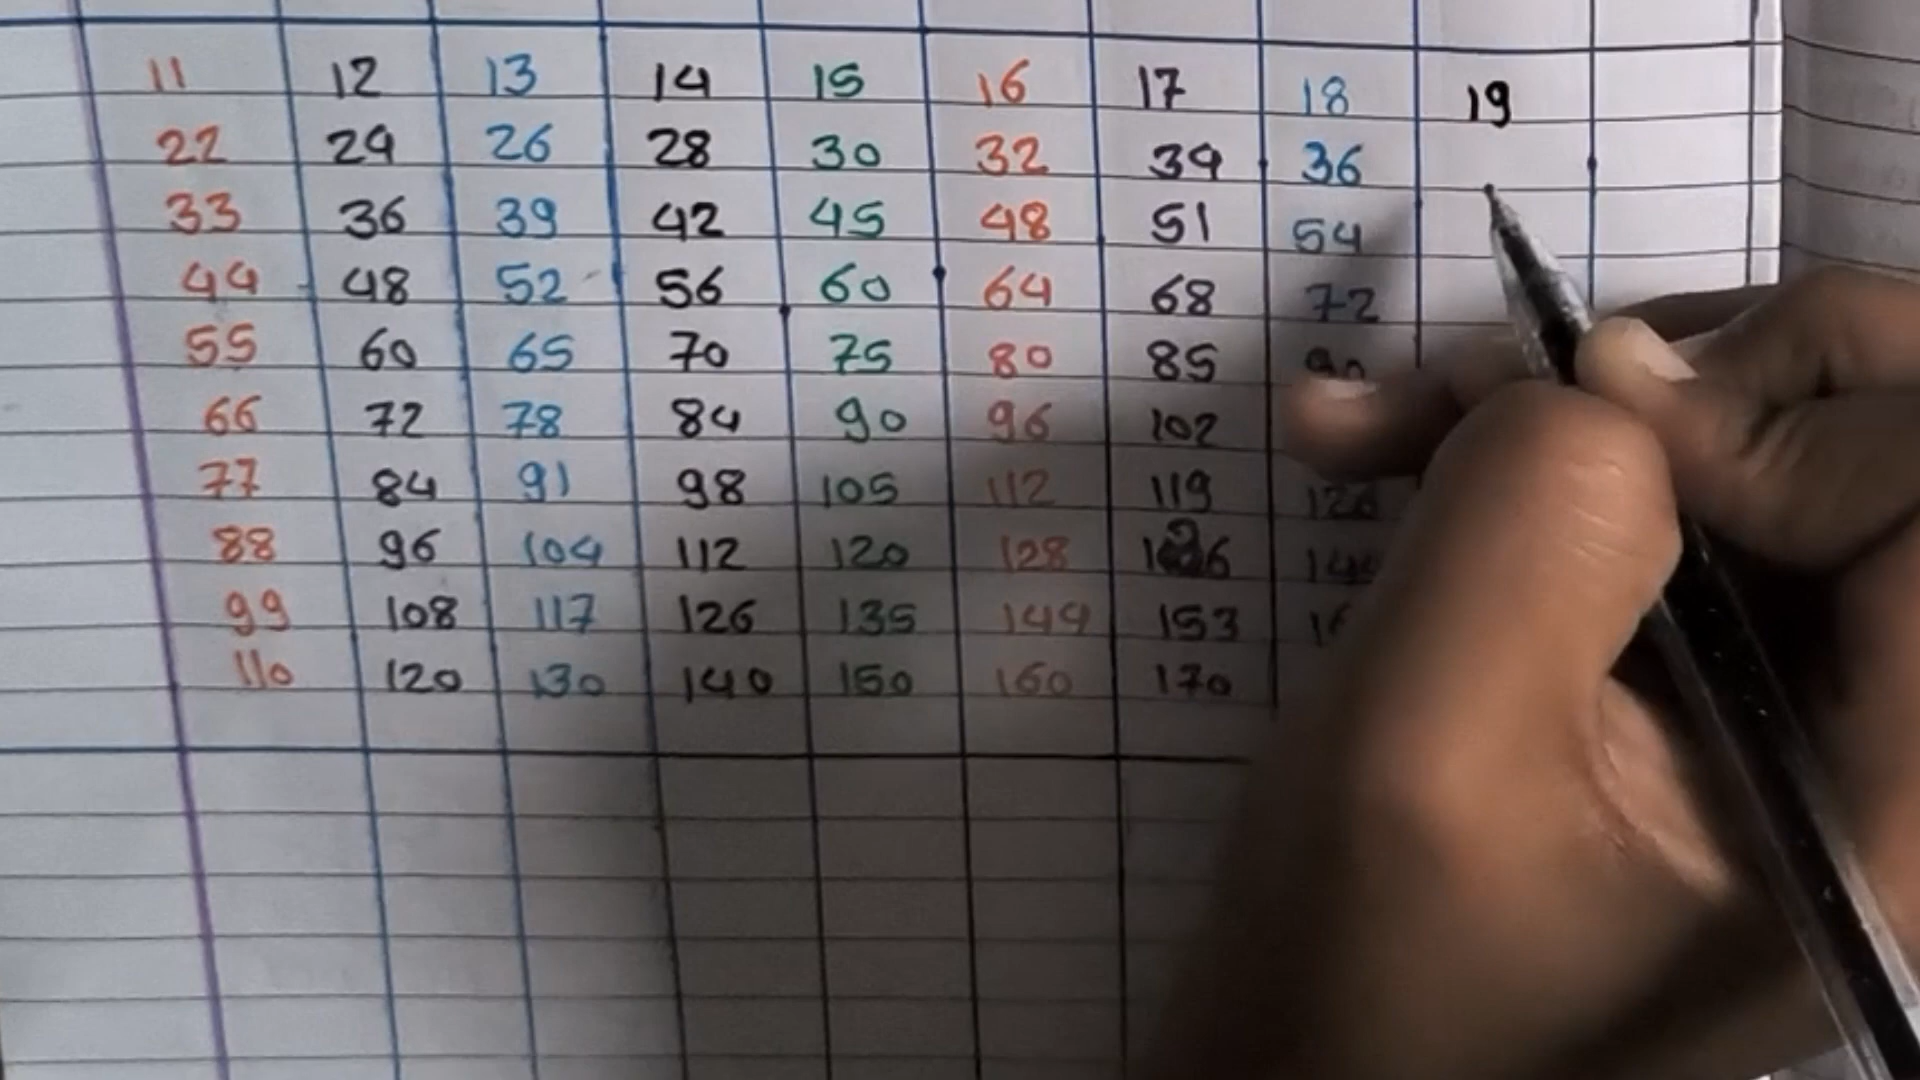 11 12 13 14 15 16 17 18 19
22 24 26 28 30 32 34 36
33 36 39 42 45 48 51 54
44 48 52 56 60 64 68 72
55 60 65 70 75 80 85 90
66 72 78 84 90 96 102
77 84 91 98 105 112 119 126
88 96 104 112 120 128 136
99 108 117 126 135 144 153
110 120 130 140 150 160 170